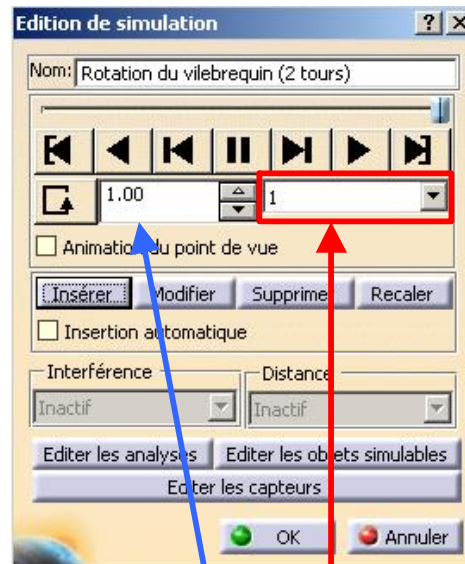 Edition de simulation
Nom: Rotation du vilebrequin (2 tours)
1.00 1
Animation du point de vue
Insérer Modifier Supprimer Recaler
Insertion automatique
Interférence Distance
Inactif Inactif
Editer les analyses Editer les objets simulables
Editer les capteurs
OK Annuler